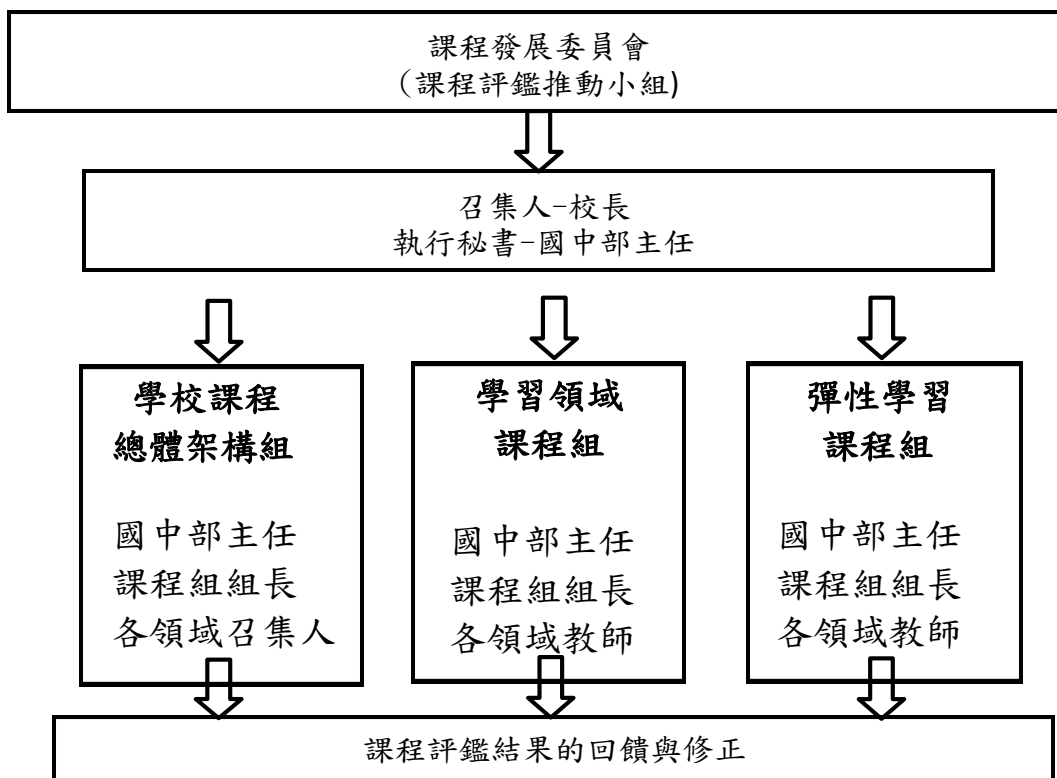 課程發展委員會
（課程評鑑推動小組)
召集人-校長
執行秘書-國中部主任
學校課程
總體架構組
國中部主任
課程組組長
各領域召集人
學習領域
課程組
國中部主任
課程組組長
各領域教師
彈性學習
課程組
國中部主任
課程組組長
各領域教師
課程評鑑結果的回饋與修正